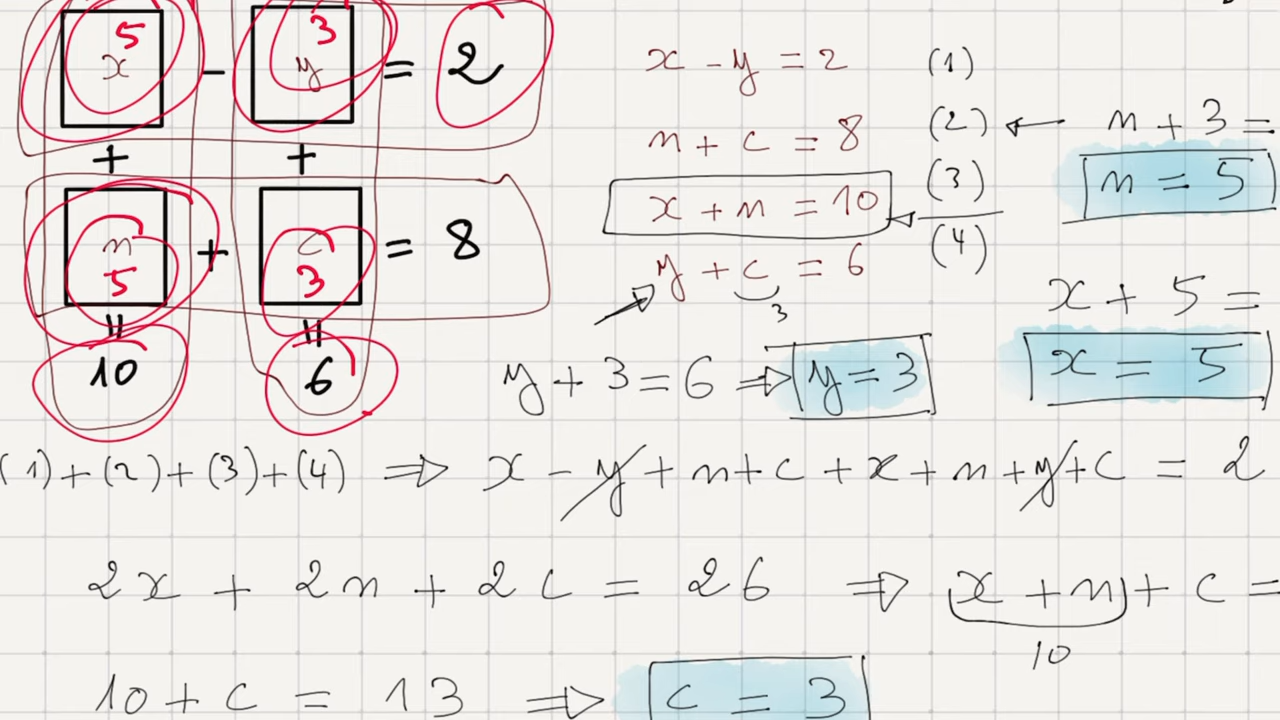 5 3
x − y = 2
+ +
n + c = 8
5 3
= =
10 6
x − y = 2 (1)
n + c = 8 (2) ← n + 3 =
x + n = 10 (3) n = 5
y + c = 6 (4)
3
x + 5 =
y + 3 = 6 ⇒ y = 3 x = 5
(1)+(2)+(3)+(4) ⇒ x − y + n + c + x + n + y + c = 2
2x + 2n + 2c = 26 ⇒ x + n + c =
10
10 + c = 13 ⇒ c = 3